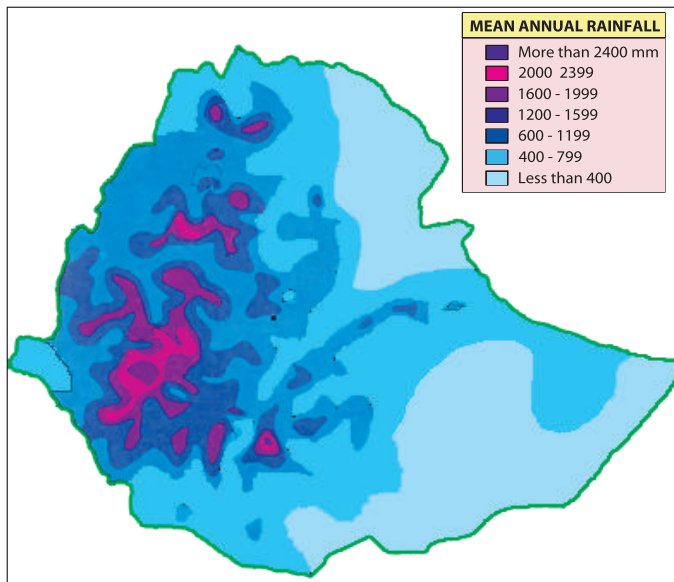 MEAN ANNUAL RAINFALL
More than 2400 mm
2000 2399
1600 - 1999
1200 - 1599
600 - 1199
400 - 799
Less than 400